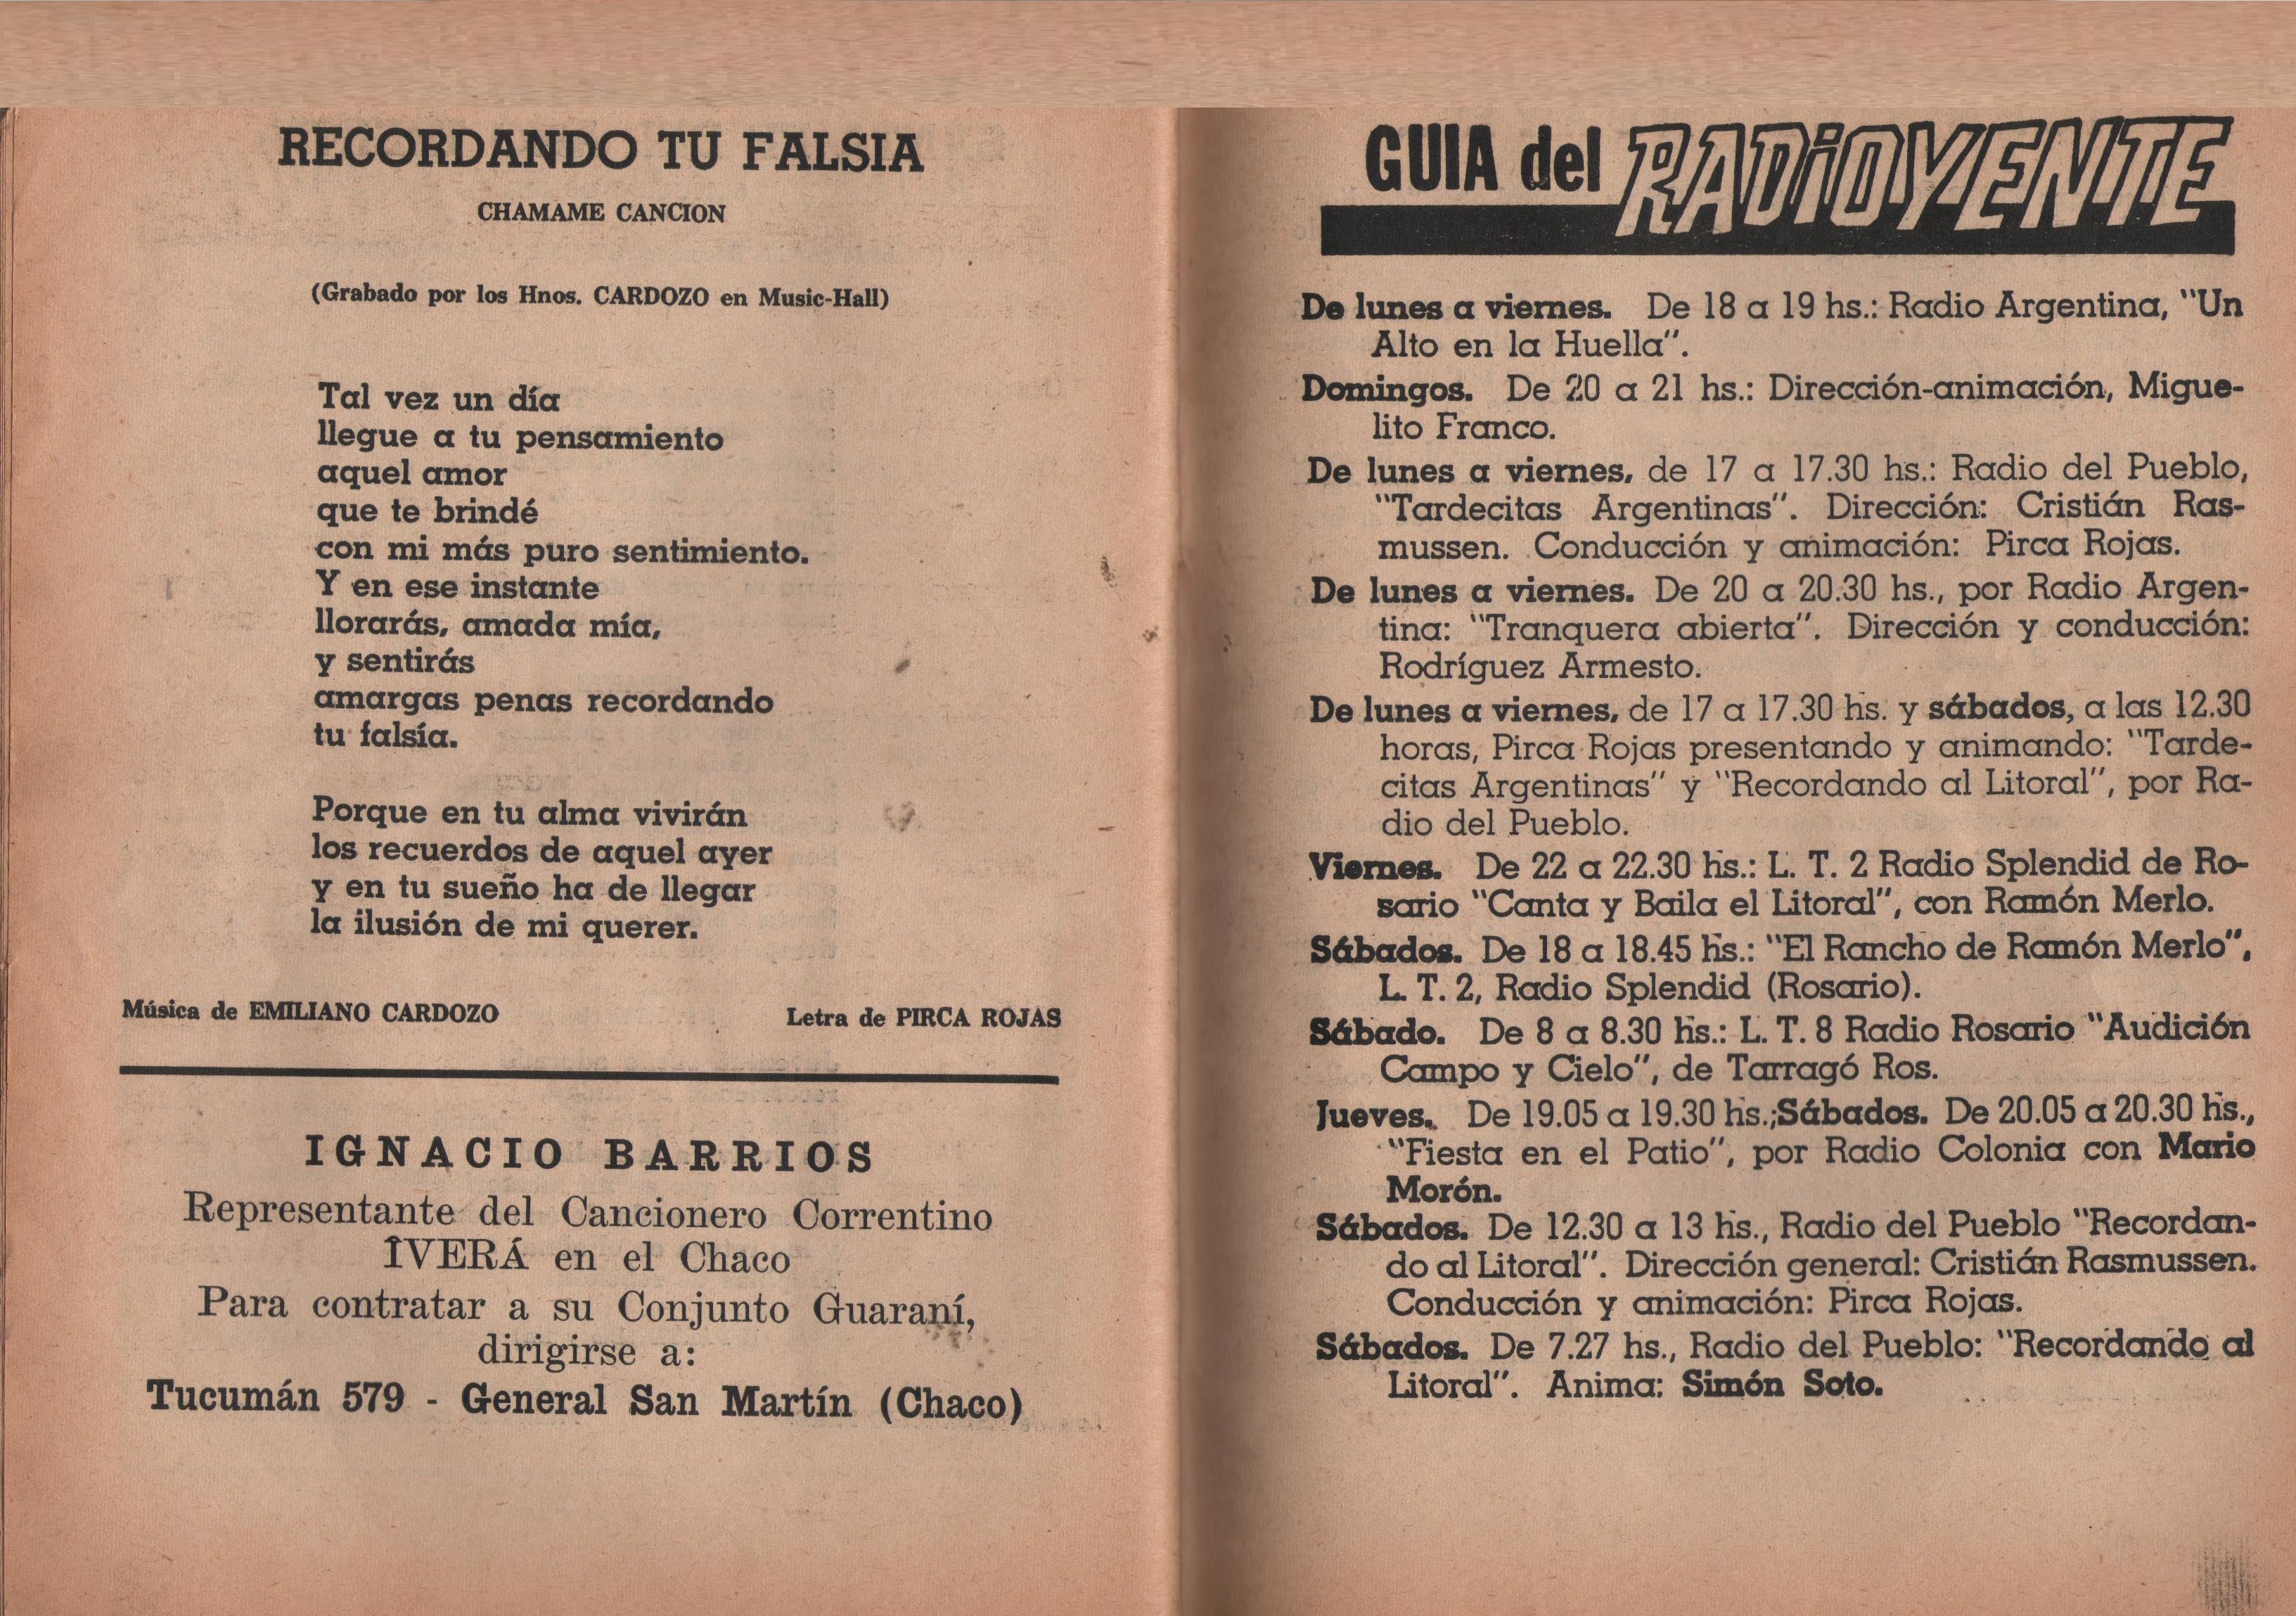 RECORDANDO TU FALSIA
CHAMAME CANCION
(Grabado por los Hnos. CARDOZO en Music-Hall)
Tal vez un día
llegue a tu pensamiento
aquel amor
que te brindé
con mi más puro sentimiento.
Y en ese instante
llorarás, amada mía,
y sentirás
amargas penas recordando
tu falsía.
Porque en tu alma vivirán
los recuerdos de aquel ayer
y en tu sueño ha de llegar
la ilusión de mi querer.
Música de EMILIANO CARDOZO Letra de PIRCA ROJAS
IGNACIO BARRIOS
Representante del Cancionero Correntino
ÎVERÁ en el Chaco
Para contratar a su Conjunto Guaraní,
dirigirse a:
Tucumán 579 - General San Martín (Chaco)
GUIA del RADiOYENTE
De lunes a viernes. De 18 a 19 hs.: Radio Argentina, "Un
Alto en la Huella".
Domingos. De 20 a 21 hs.: Dirección-animación, Migue-
lito Franco.
De lunes a viernes, de 17 a 17.30 hs.: Radio del Pueblo,
"Tardecitas Argentinas". Dirección: Cristián Ras-
mussen. Conducción y animación: Pirca Rojas.
De lunes a viernes. De 20 a 20.30 hs., por Radio Argen-
tina: "Tranquera abierta". Dirección y conducción:
Rodríguez Armesto.
De lunes a viernes, de 17 a 17.30 hs. y sábados, a las 12.30
horas, Pirca Rojas presentando y animando: "Tarde-
citas Argentinas" y "Recordando al Litoral", por Ra-
dio del Pueblo.
Viernes. De 22 a 22.30 hs.: L. T. 2 Radio Splendid de Ro-
sario "Canta y Baila el Litoral", con Ramón Merlo.
Sábados. De 18 a 18.45 hs.: "El Rancho de Ramón Merlo",
L. T. 2, Radio Splendid (Rosario).
Sábado. De 8 a 8.30 hs.: L. T. 8 Radio Rosario "Audición
Campo y Cielo", de Tarragó Ros.
Jueves. De 19.05 a 19.30 hs.;Sábados. De 20.05 a 20.30 hs.,
"Fiesta en el Patio", por Radio Colonia con Mario
Morón.
Sábados. De 12.30 a 13 hs., Radio del Pueblo "Recordan-
do al Litoral". Dirección general: Cristián Rasmussen.
Conducción y animación: Pirca Rojas.
Sábados. De 7.27 hs., Radio del Pueblo: "Recordando al
Litoral". Anima: Simón Soto.